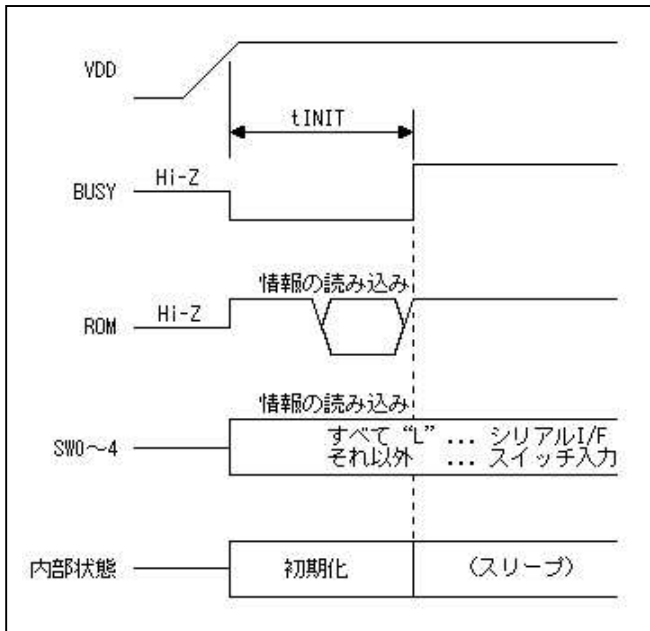 VDD
tINIT
Hi-Z
BUSY
情報の読み込み
Hi-Z
ROM
情報の読み込み
すべて “L” ... シリアルI/F
それ以外 ... スイッチ入力
SW0～4
内部状態
初期化
(スリープ)